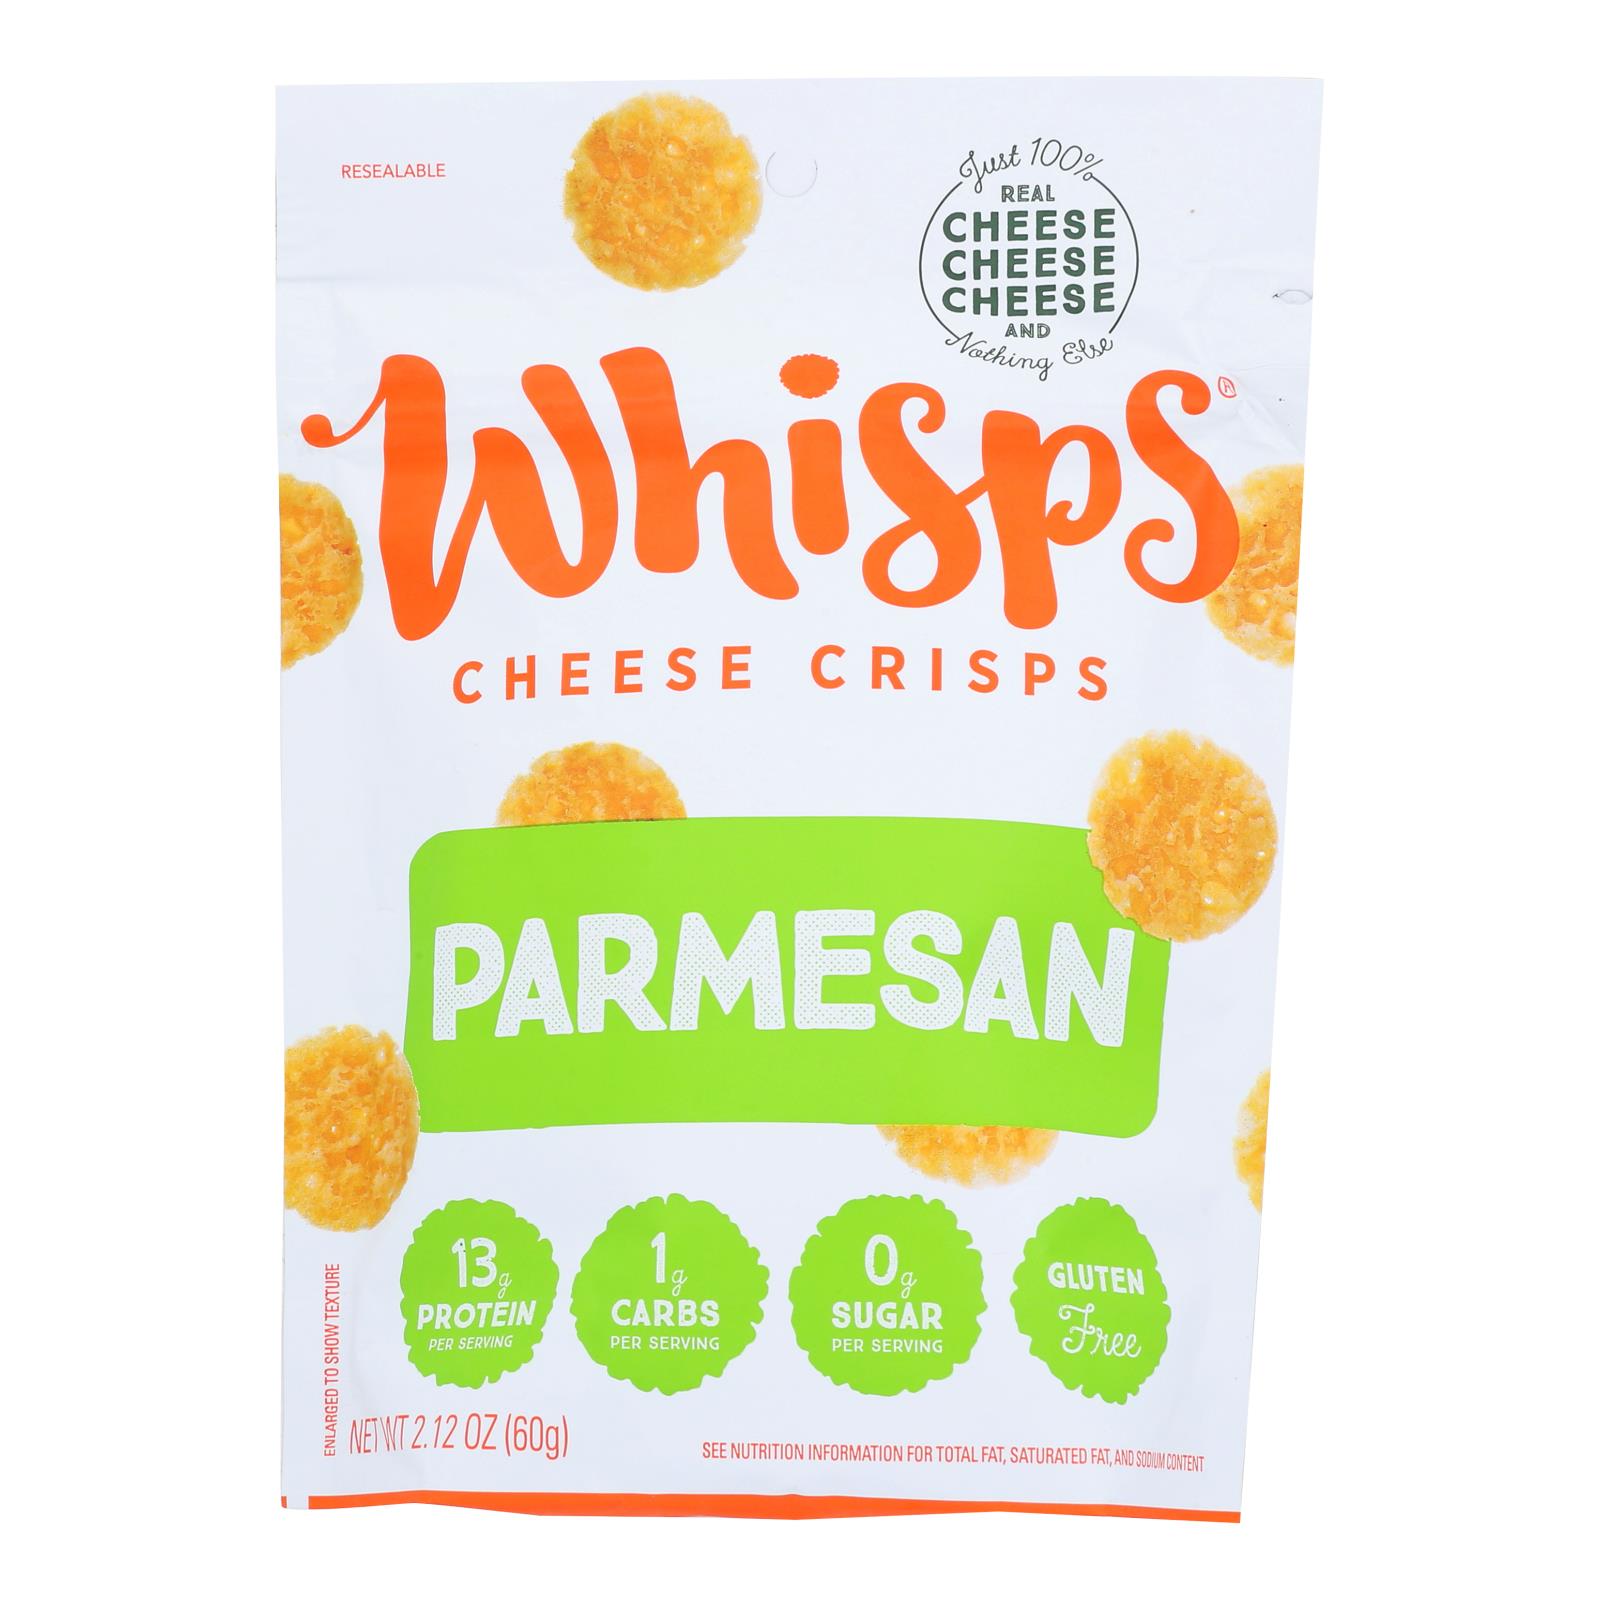 RESEALABLE
Just 100%
REAL
CHEESE
CHEESE
CHEESE
AND
Nothing Else
Whisps®
CHEESE CRISPS
PARMESAN
13g
PROTEIN
PER SERVING
1g
CARBS
PER SERVING
0g
SUGAR
PER SERVING
GLUTEN
Free
ENLARGED TO SHOW TEXTURE
NET WT 2.12 OZ (60g)
SEE NUTRITION INFORMATION FOR TOTAL FAT, SATURATED FAT, AND SODIUM CONTENT